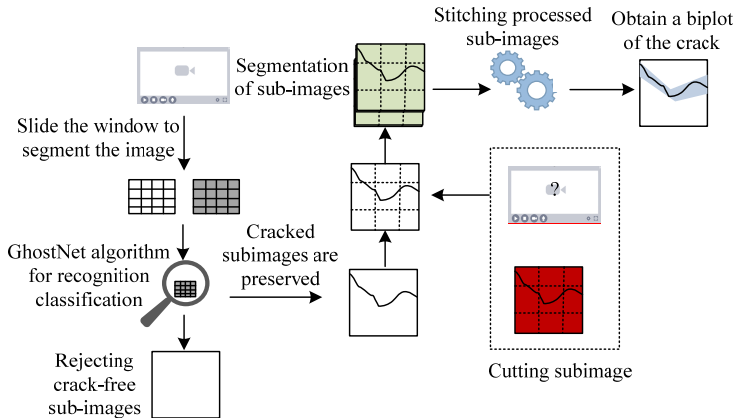 Segmentation
of sub-images
Stitching processed
sub-images
Obtain a biplot
of the crack
Slide the window to
segment the image
?
GhostNet algorithm
for recognition
classification
Cracked
subimages are
preserved
Rejecting
crack-free
sub-images
Cutting subimage